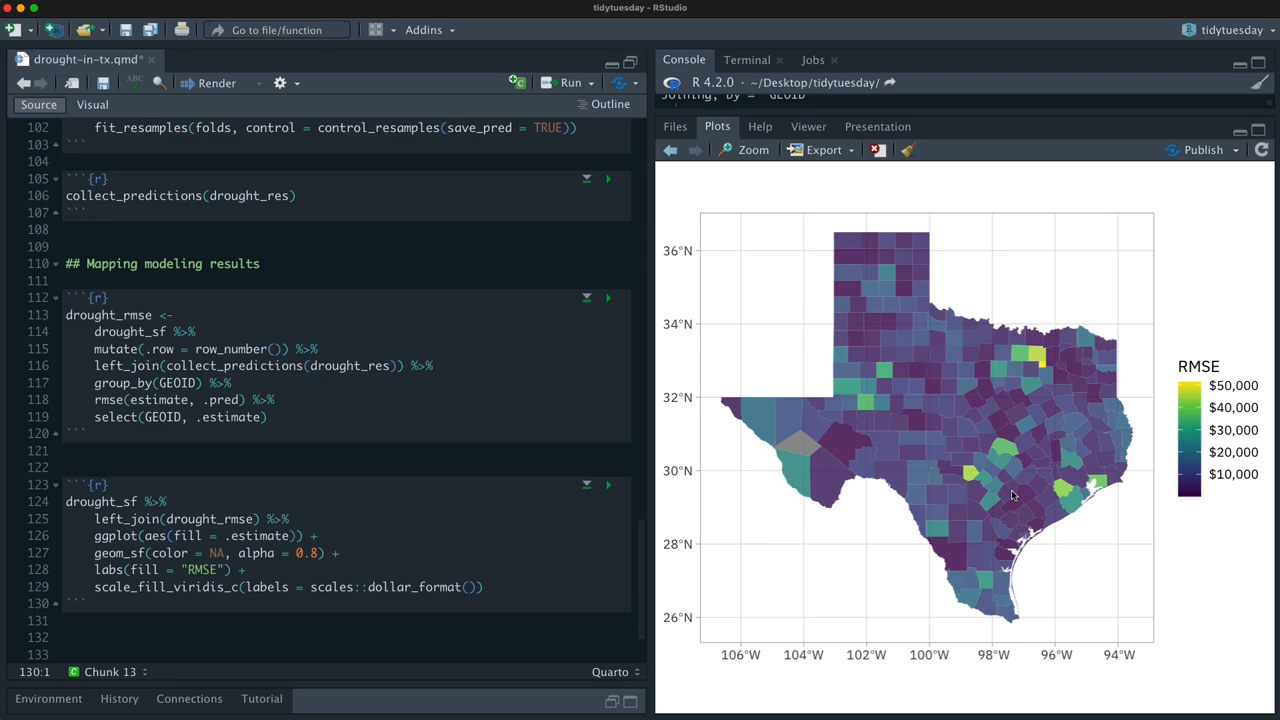 tidytuesday - RStudio
Go to file/function
Addins
tidytuesday
drought-in-tx.qmd*
ABC
Render
Run
Source
Visual
Outline
102 fit_resamples(folds, control = control_resamples(save_pred = TRUE))
103 ```
104
105 ```{r}
106 collect_predictions(drought_res)
107 ```
108
109
110 ## Mapping modeling results
111
112 ```{r}
113 drought_rmse <-
114 drought_sf %>%
115 mutate(.row = row_number()) %>%
116 left_join(collect_predictions(drought_res)) %>%
117 group_by(GEOID) %>%
118 rmse(estimate, .pred) %>%
119 select(GEOID, .estimate)
120 ```
121
122
123 ```{r}
124 drought_sf %>%
125 left_join(drought_rmse) %>%
126 ggplot(aes(fill = .estimate)) +
127 geom_sf(color = NA, alpha = 0.8) +
128 labs(fill = "RMSE") +
129 scale_fill_viridis_c(labels = scales::dollar_format())
130 ```
131
132
133
130:1
C Chunk 13
Quarto
Environment
History
Connections
Tutorial
Console
Terminal
Jobs
R 4.2.0 · ~/Desktop/tidytuesday/
Joining, by = "GEOID"
Files
Plots
Help
Viewer
Presentation
Zoom
Export
Publish
36°N
34°N
32°N
30°N
28°N
26°N
106°W
104°W
102°W
100°W
98°W
96°W
94°W
RMSE
$50,000
$40,000
$30,000
$20,000
$10,000